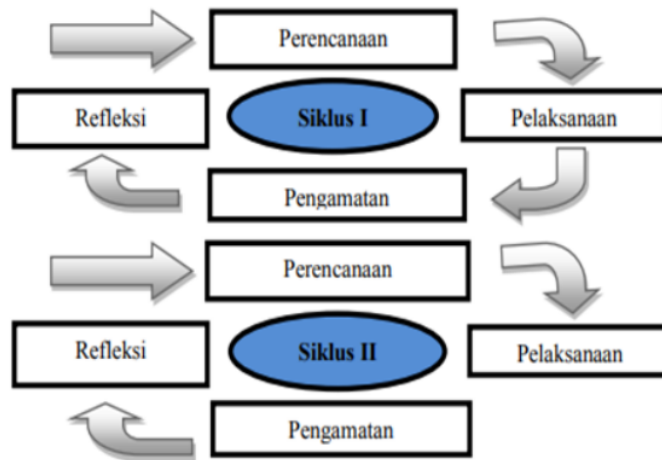 Perencanaan
Refleksi
Siklus I
Pelaksanaan
Pengamatan
Perencanaan
Refleksi
Siklus II
Pelaksanaan
Pengamatan